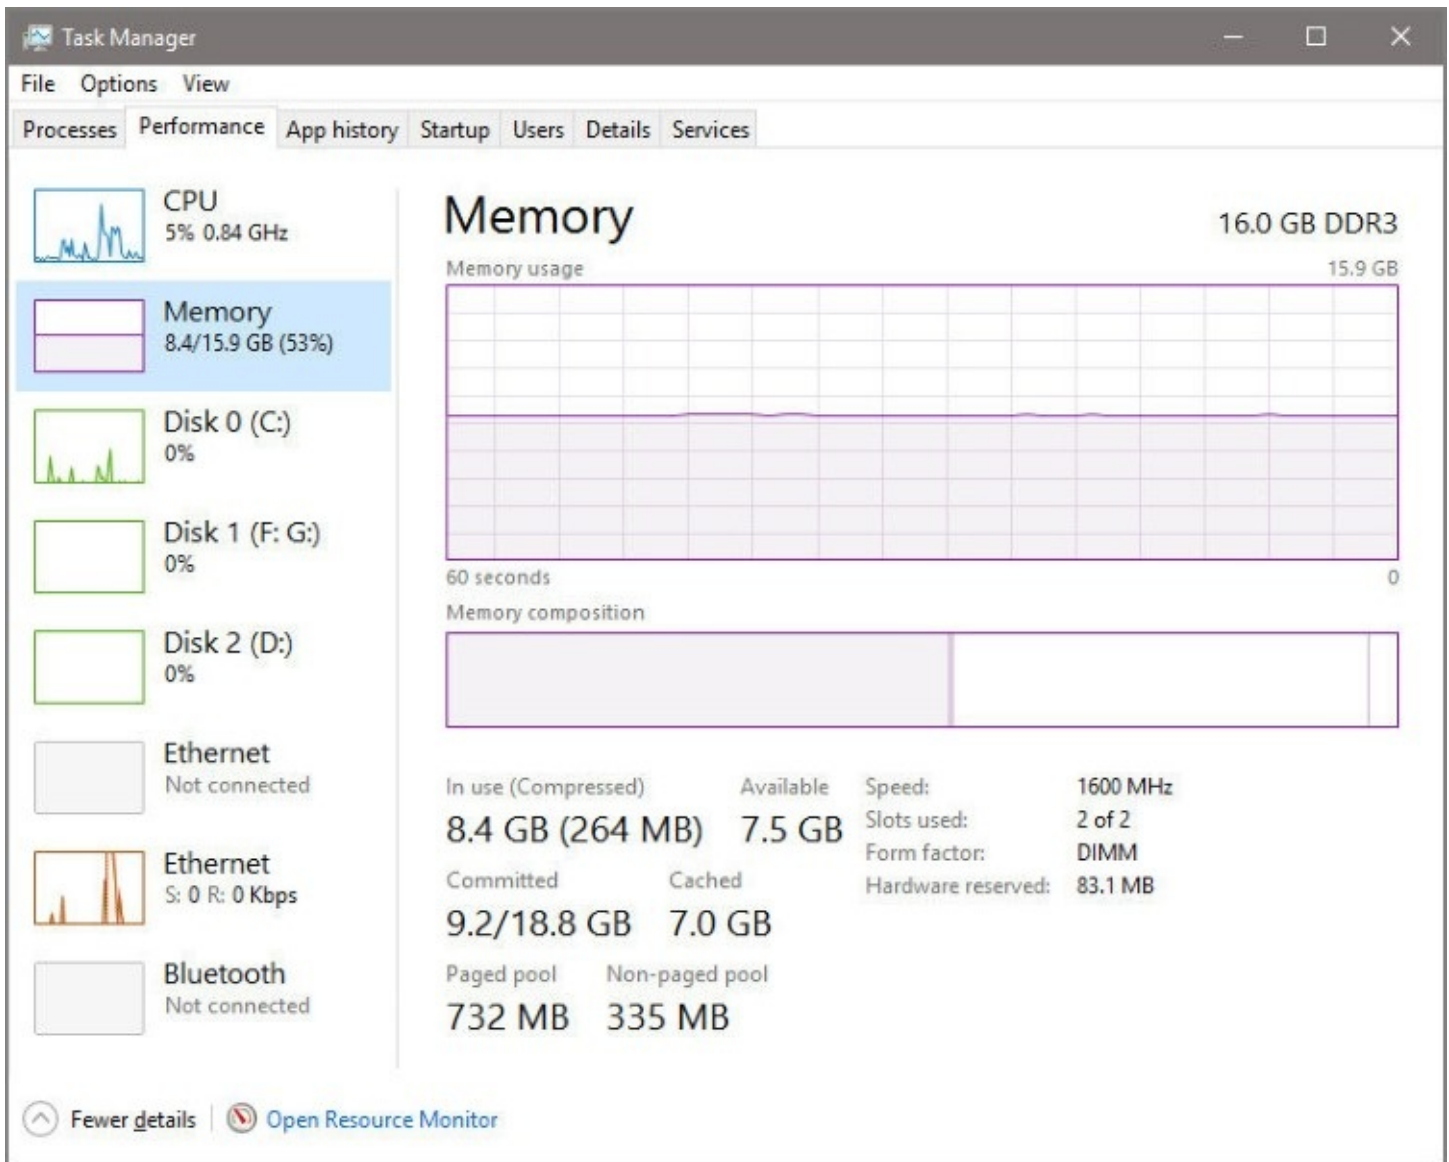 Task Manager
File Options View
Processes Performance App history Startup Users Details Services
CPU
5% 0.84 GHz
Memory
8.4/15.9 GB (53%)
Disk 0 (C:)
0%
Disk 1 (F: G:)
0%
Disk 2 (D:)
0%
Ethernet
Not connected
Ethernet
S: 0 R: 0 Kbps
Bluetooth
Not connected
Memory 16.0 GB DDR3
Memory usage 15.9 GB
60 seconds 0
Memory composition
In use (Compressed) Available
8.4 GB (264 MB) 7.5 GB
Committed Cached
9.2/18.8 GB 7.0 GB
Paged pool Non-paged pool
732 MB 335 MB
Speed: 1600 MHz
Slots used: 2 of 2
Form factor: DIMM
Hardware reserved: 83.1 MB
Fewer details Open Resource Monitor